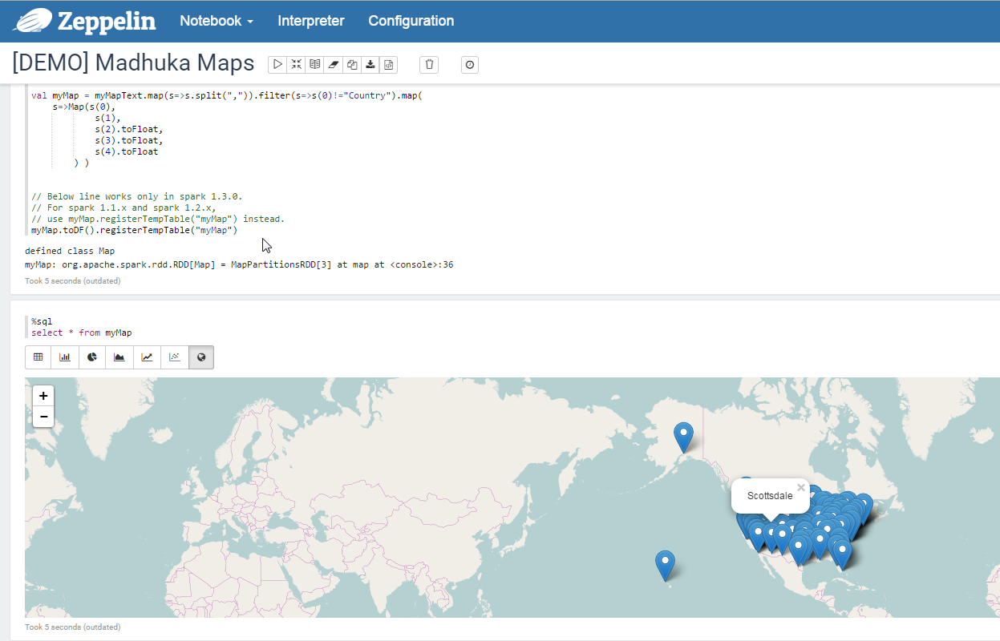 Zeppelin Notebook Interpreter Configuration
[DEMO] Madhuka Maps
val myMap = myMapText.map(s=>s.split(",")).filter(s=>s(0)!="Country").map(
s=>Map(s(0),
s(1),
s(2).toFloat,
s(3).toFloat,
s(4).toFloat
) )
// Below line works only in spark 1.3.0.
// For spark 1.1.x and spark 1.2.x,
// use myMap.registerTempTable("myMap") instead.
myMap.toDF().registerTempTable("myMap")
defined class Map
myMap: org.apache.spark.rdd.RDD[Map] = MapPartitionsRDD[3] at map at <console>:36
Took 5 seconds (outdated)
%sql
select * from myMap
+
−
Scottsdale ×
Took 5 seconds (outdated)